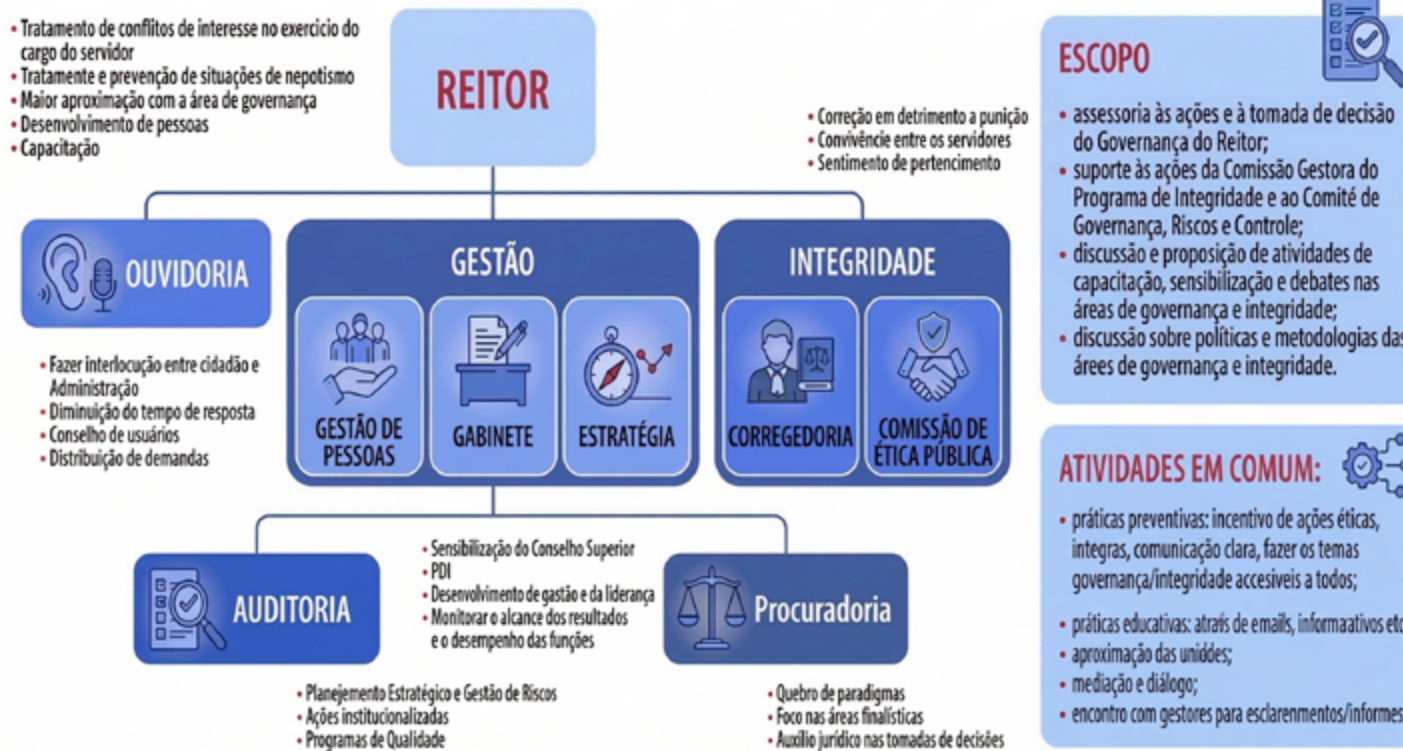 • Tratamento de conflitos de interesse no exercicio do
cargo do servidor
• Tratamente e prevenção de situações de nepotismo
• Maior aproximação com a área de governança
• Desenvolvimento de pessoas
• Capacitação
REITOR
• Correção em detrimento a punição
• Convivêncie entre os servidores
• Sentimento de pertencimento
OUVIDORIA
• Fazer interlocução entre cidadão e
Administração
• Diminuição do tempo de resposta
• Conselho de usuários
• Distribuição de demandas
GESTÃO
GESTÃO DE
PESSOAS
GABINETE
ESTRATÉGIA
INTEGRIDADE
CORREGEDORIA
COMISSÃO DE
ÉTICA PÚBLICA
AUDITORIA
• Sensibilização do Conselho Superior
• PDI
• Desenvolvimento de gastão e da liderança
• Monitorar o alcance dos resultados
e o desempenho das funções
Procuradoria
• Planejamento Estratégico e Gestão de Riscos
• Ações institucionalizadas
• Programas de Qualidade
• Quebro de paradigmas
• Foco nas áreas finalísticas
• Auxílio jurídico nas tomadas de decisões
ESCOPO
• assessoria às ações e à tomada de decisão
do Governança do Reitor;
• suporte às ações da Comissão Gestora do
Programa de Integridade e ao Comité de
Governança, Riscos e Controle;
• discussão e proposição de atividades de
capacitação, sensibilização e debates nas
áreas de governança e integridade;
• discussão sobre políticas e metodologias das
árees de governança e integridade.
ATIVIDADES EM COMUM:
• práticas preventivas: incentivo de ações éticas,
integras, comunicação clara, fazer os temas
governança/integridade accesiveis a todos;
• práticas educativas: atraís de emails, informaativos etc
• aproximação das uniddes;
• mediação e diálogo;
• encontro com gestores para esclarenmentos/informes